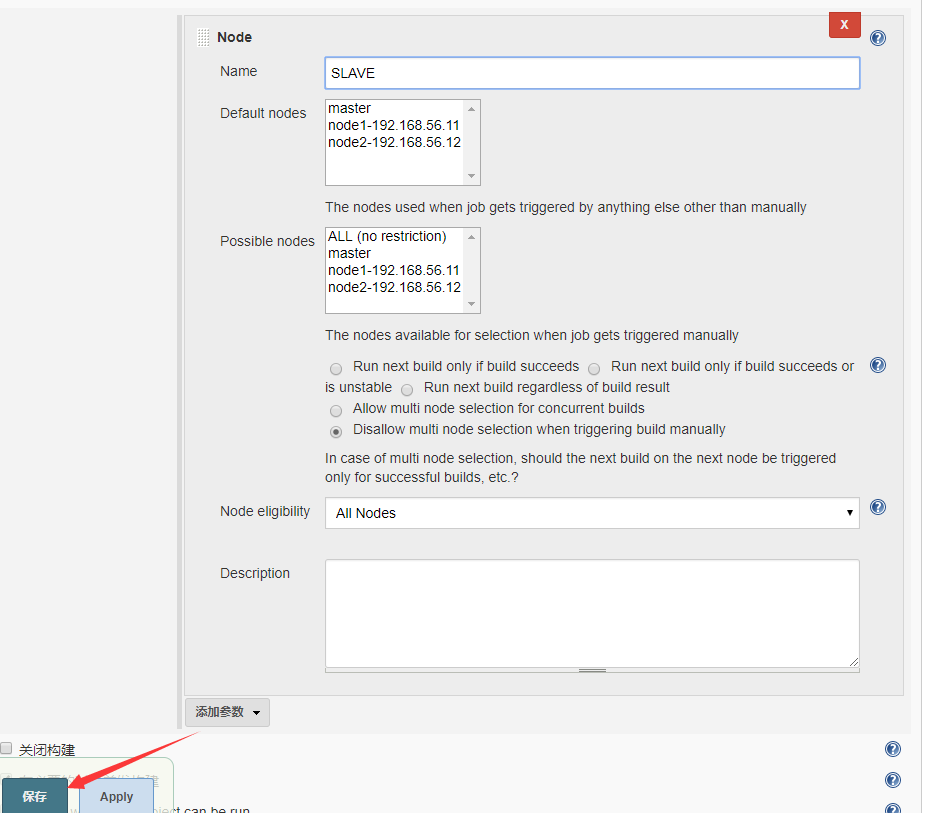 X
Node
Name
SLAVE
Default nodes
master
node1-192.168.56.11
node2-192.168.56.12
The nodes used when job gets triggered by anything else other than manually
Possible nodes
ALL (no restriction)
master
node1-192.168.56.11
node2-192.168.56.12
The nodes available for selection when job gets triggered manually
Run next build only if build succeeds Run next build only if build succeeds or
is unstable Run next build regardless of build result
Allow multi node selection for concurrent builds
Disallow multi node selection when triggering build manually
In case of multi node selection, should the next build on the next node be triggered
only for successful builds, etc.?
Node eligibility
All Nodes
Description
添加参数
关闭构建
保存
Apply
can be run